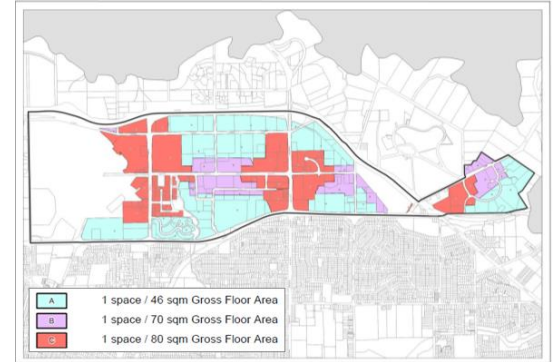 A 1 space / 46 sqm Gross Floor Area
B 1 space / 70 sqm Gross Floor Area
C 1 space / 80 sqm Gross Floor Area